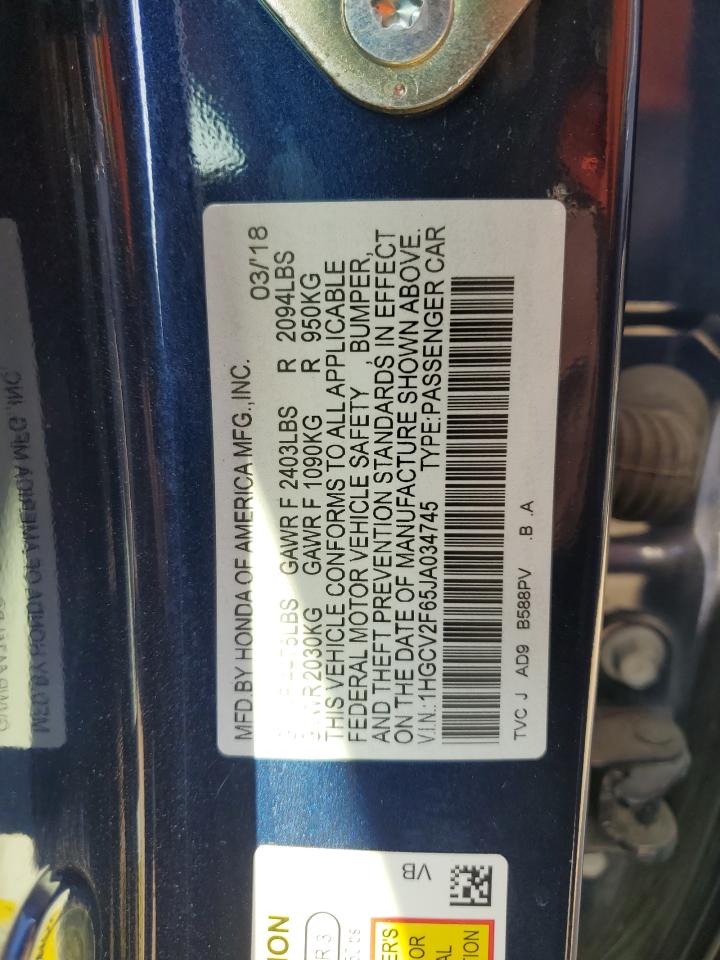 MFD. BY HONDA OF AMERICA MFG., INC. 03/'18
GAWR F 2403LBS R 2094LBS
2030KG GAWR F 1090KG R 950KG
THIS VEHICLE CONFORMS TO ALL APPLICABLE
FEDERAL MOTOR VEHICLE SAFETY , BUMPER,
AND THEFT PREVENTION STANDARDS IN EFFECT
ON THE DATE OF MANUFACTURE SHOWN ABOVE.
V.I.N.: 1HGCV2F65JA034745 TYPE:PASSENGER CAR
TVC J AD9 B588PV .B .A
VB